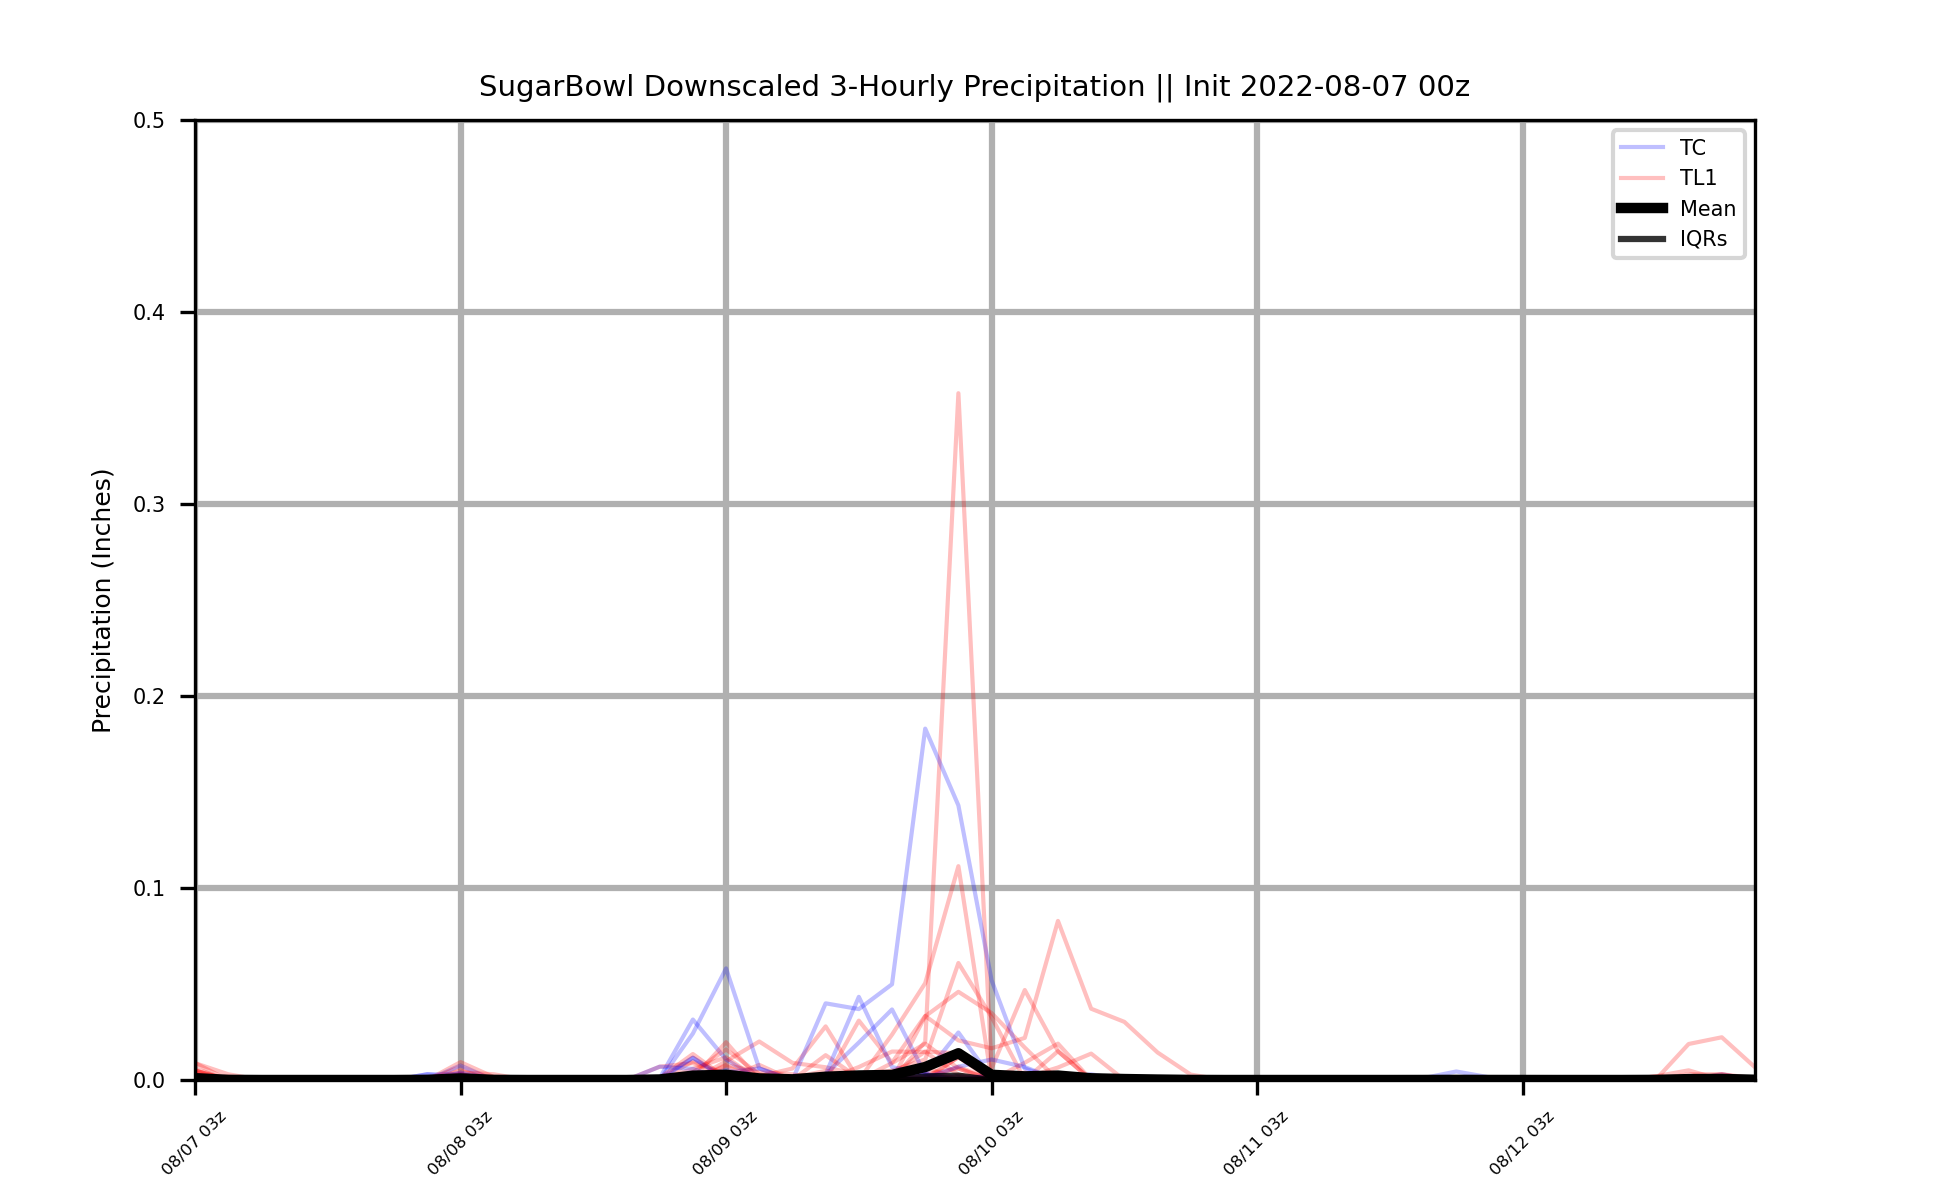 SugarBowl Downscaled 3-Hourly Precipitation || Init 2022-08-07 00z
0.5
0.4
0.3
0.2
0.1
0.0
Precipitation (Inches)
TC
TL1
Mean
IQRs
08/07 03z
08/08 03z
08/09 03z
08/10 03z
08/11 03z
08/12 03z